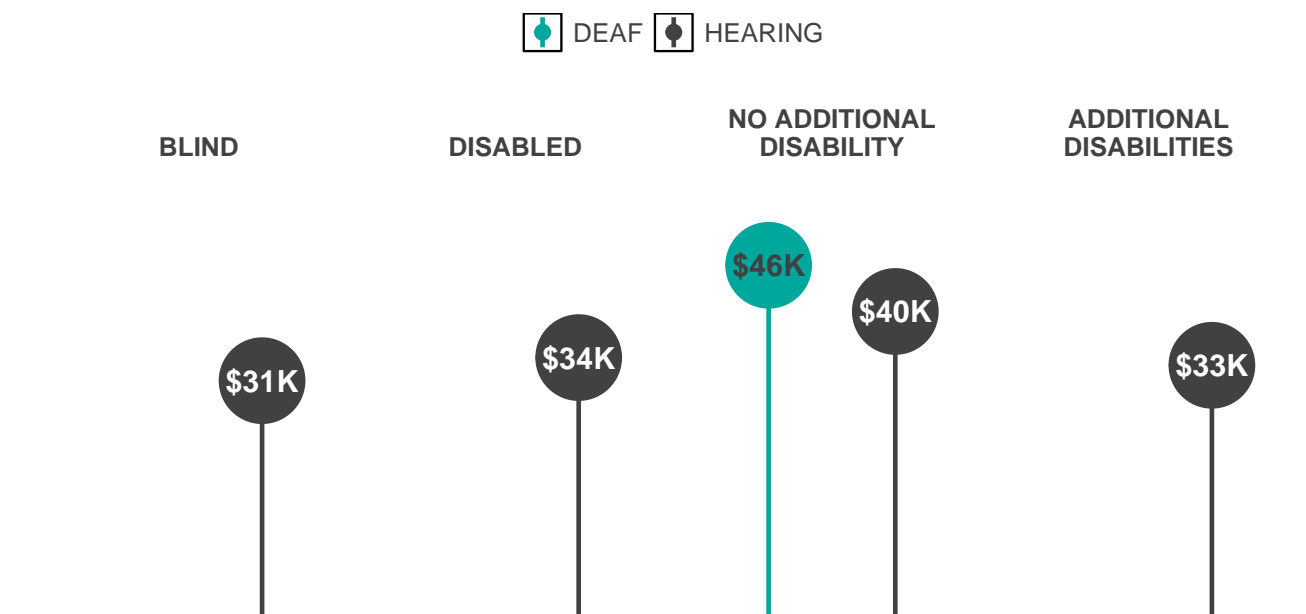 DEAF HEARING
BLIND
DISABLED
NO ADDITIONAL
DISABILITY
ADDITIONAL
DISABILITIES
$31K
$34K
$46K
$40K
$33K